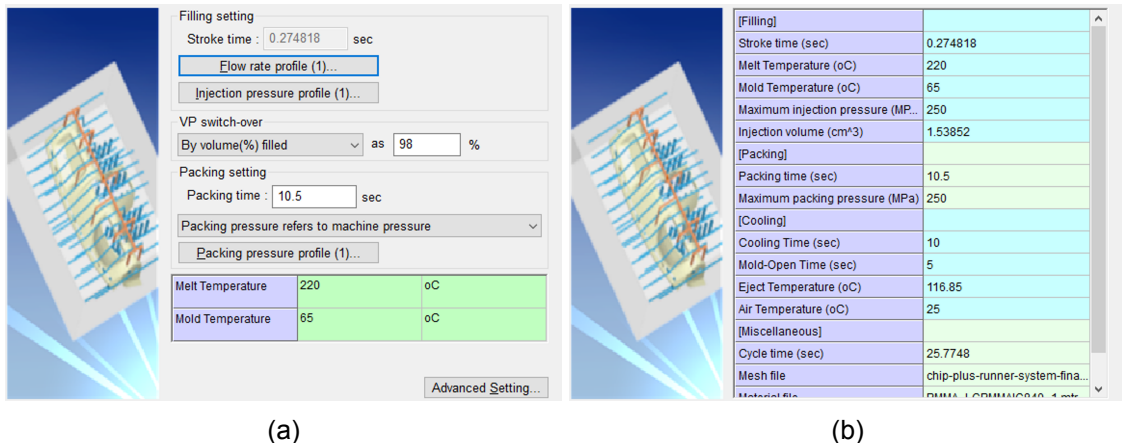 Filling setting
Stroke time : 0.274818 sec
Flow rate profile (1)...
Injection pressure profile (1)...
VP switch-over
By volume(%) filled as 98 %
Packing setting
Packing time : 10.5 sec
Packing pressure refers to machine pressure
Packing pressure profile (1)...
Melt Temperature 220 oC
Mold Temperature 65 oC
Advanced Setting...
(a)
[Filling]
Stroke time (sec) 0.274818
Melt Temperature (oC) 220
Mold Temperature (oC) 65
Maximum injection pressure (MP... 250
Injection volume (cm^3) 1.53852
[Packing]
Packing time (sec) 10.5
Maximum packing pressure (MPa) 250
[Cooling]
Cooling Time (sec) 10
Mold-Open Time (sec) 5
Eject Temperature (oC) 116.85
Air Temperature (oC) 25
[Miscellaneous]
Cycle time (sec) 25.7748
Mesh file chip-plus-runner-system-fina...
Material file
(b)